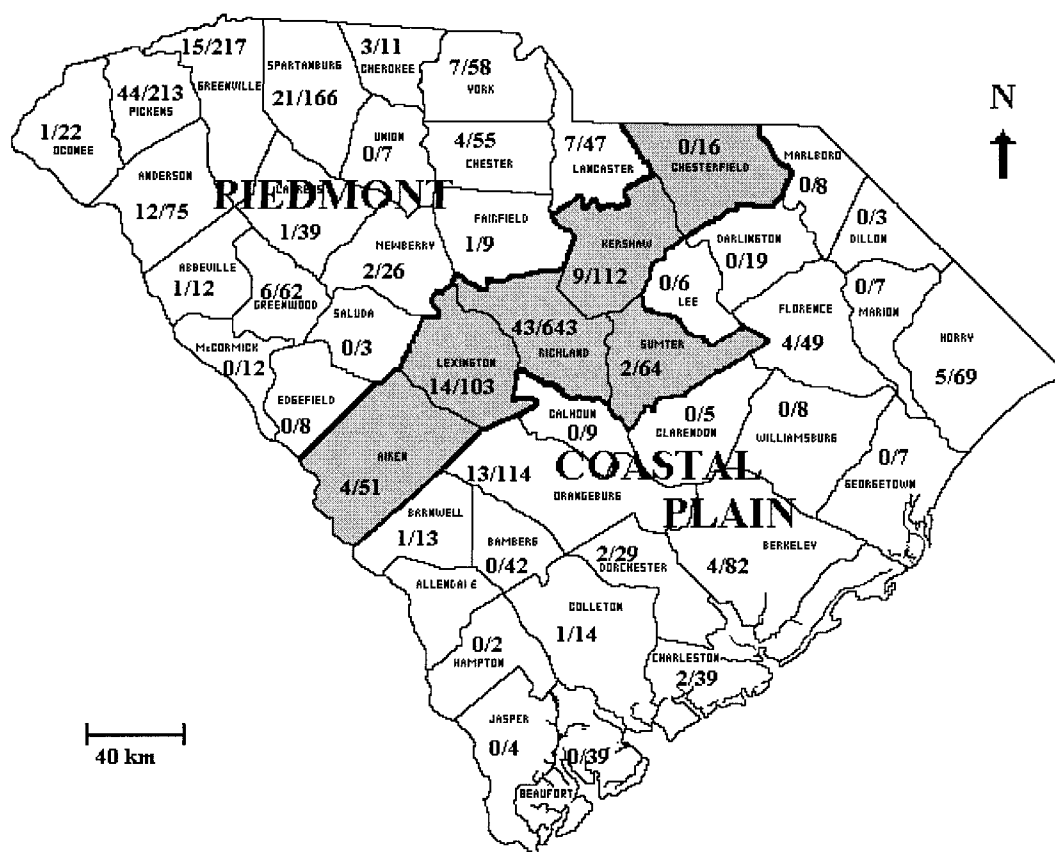 15/217
GREENVILLE
SPARTANBURG
21/166
3/11
CHEROKEE
7/58
YORK
N
44/213
PICKENS
1/22
OCONEE
UNION
0/7
4/55
CHESTER
7/47
LANCASTER
0/16
CHESTERFIELD
MARLBORO
0/8
ANDERSON
12/75
PIEDMONT
1/39
FAIRFIELD
1/9
KERSHAW
9/112
DARLINGTON
0/19
0/3
DILLON
NEWBERRY
2/26
ABBEVILLE
1/12
6/62
GREENWOOD
SALUDA
0/3
0/6
LEE
FLORENCE
4/49
0/7
MARION
HORRY
5/69
McCORMICK
0/12
EDGEFIELD
0/8
LEXINGTON
14/103
43/643
RICHLAND
SUMTER
2/64
CALHOUN
0/9
0/5
CLARENDON
0/8
WILLIAMSBURG
AIKEN
4/51
13/114
ORANGEBURG
COASTAL
PLAIN
0/7
GEORGETOWN
BARNWELL
1/13
BAMBERG
0/42
2/29
DORCHESTER
BERKELEY
4/82
ALLENDALE
COLLETON
1/14
0/2
HAMPTON
CHARLESTON
2/39
JASPER
0/4
0/39
BEAUFORT
40 km